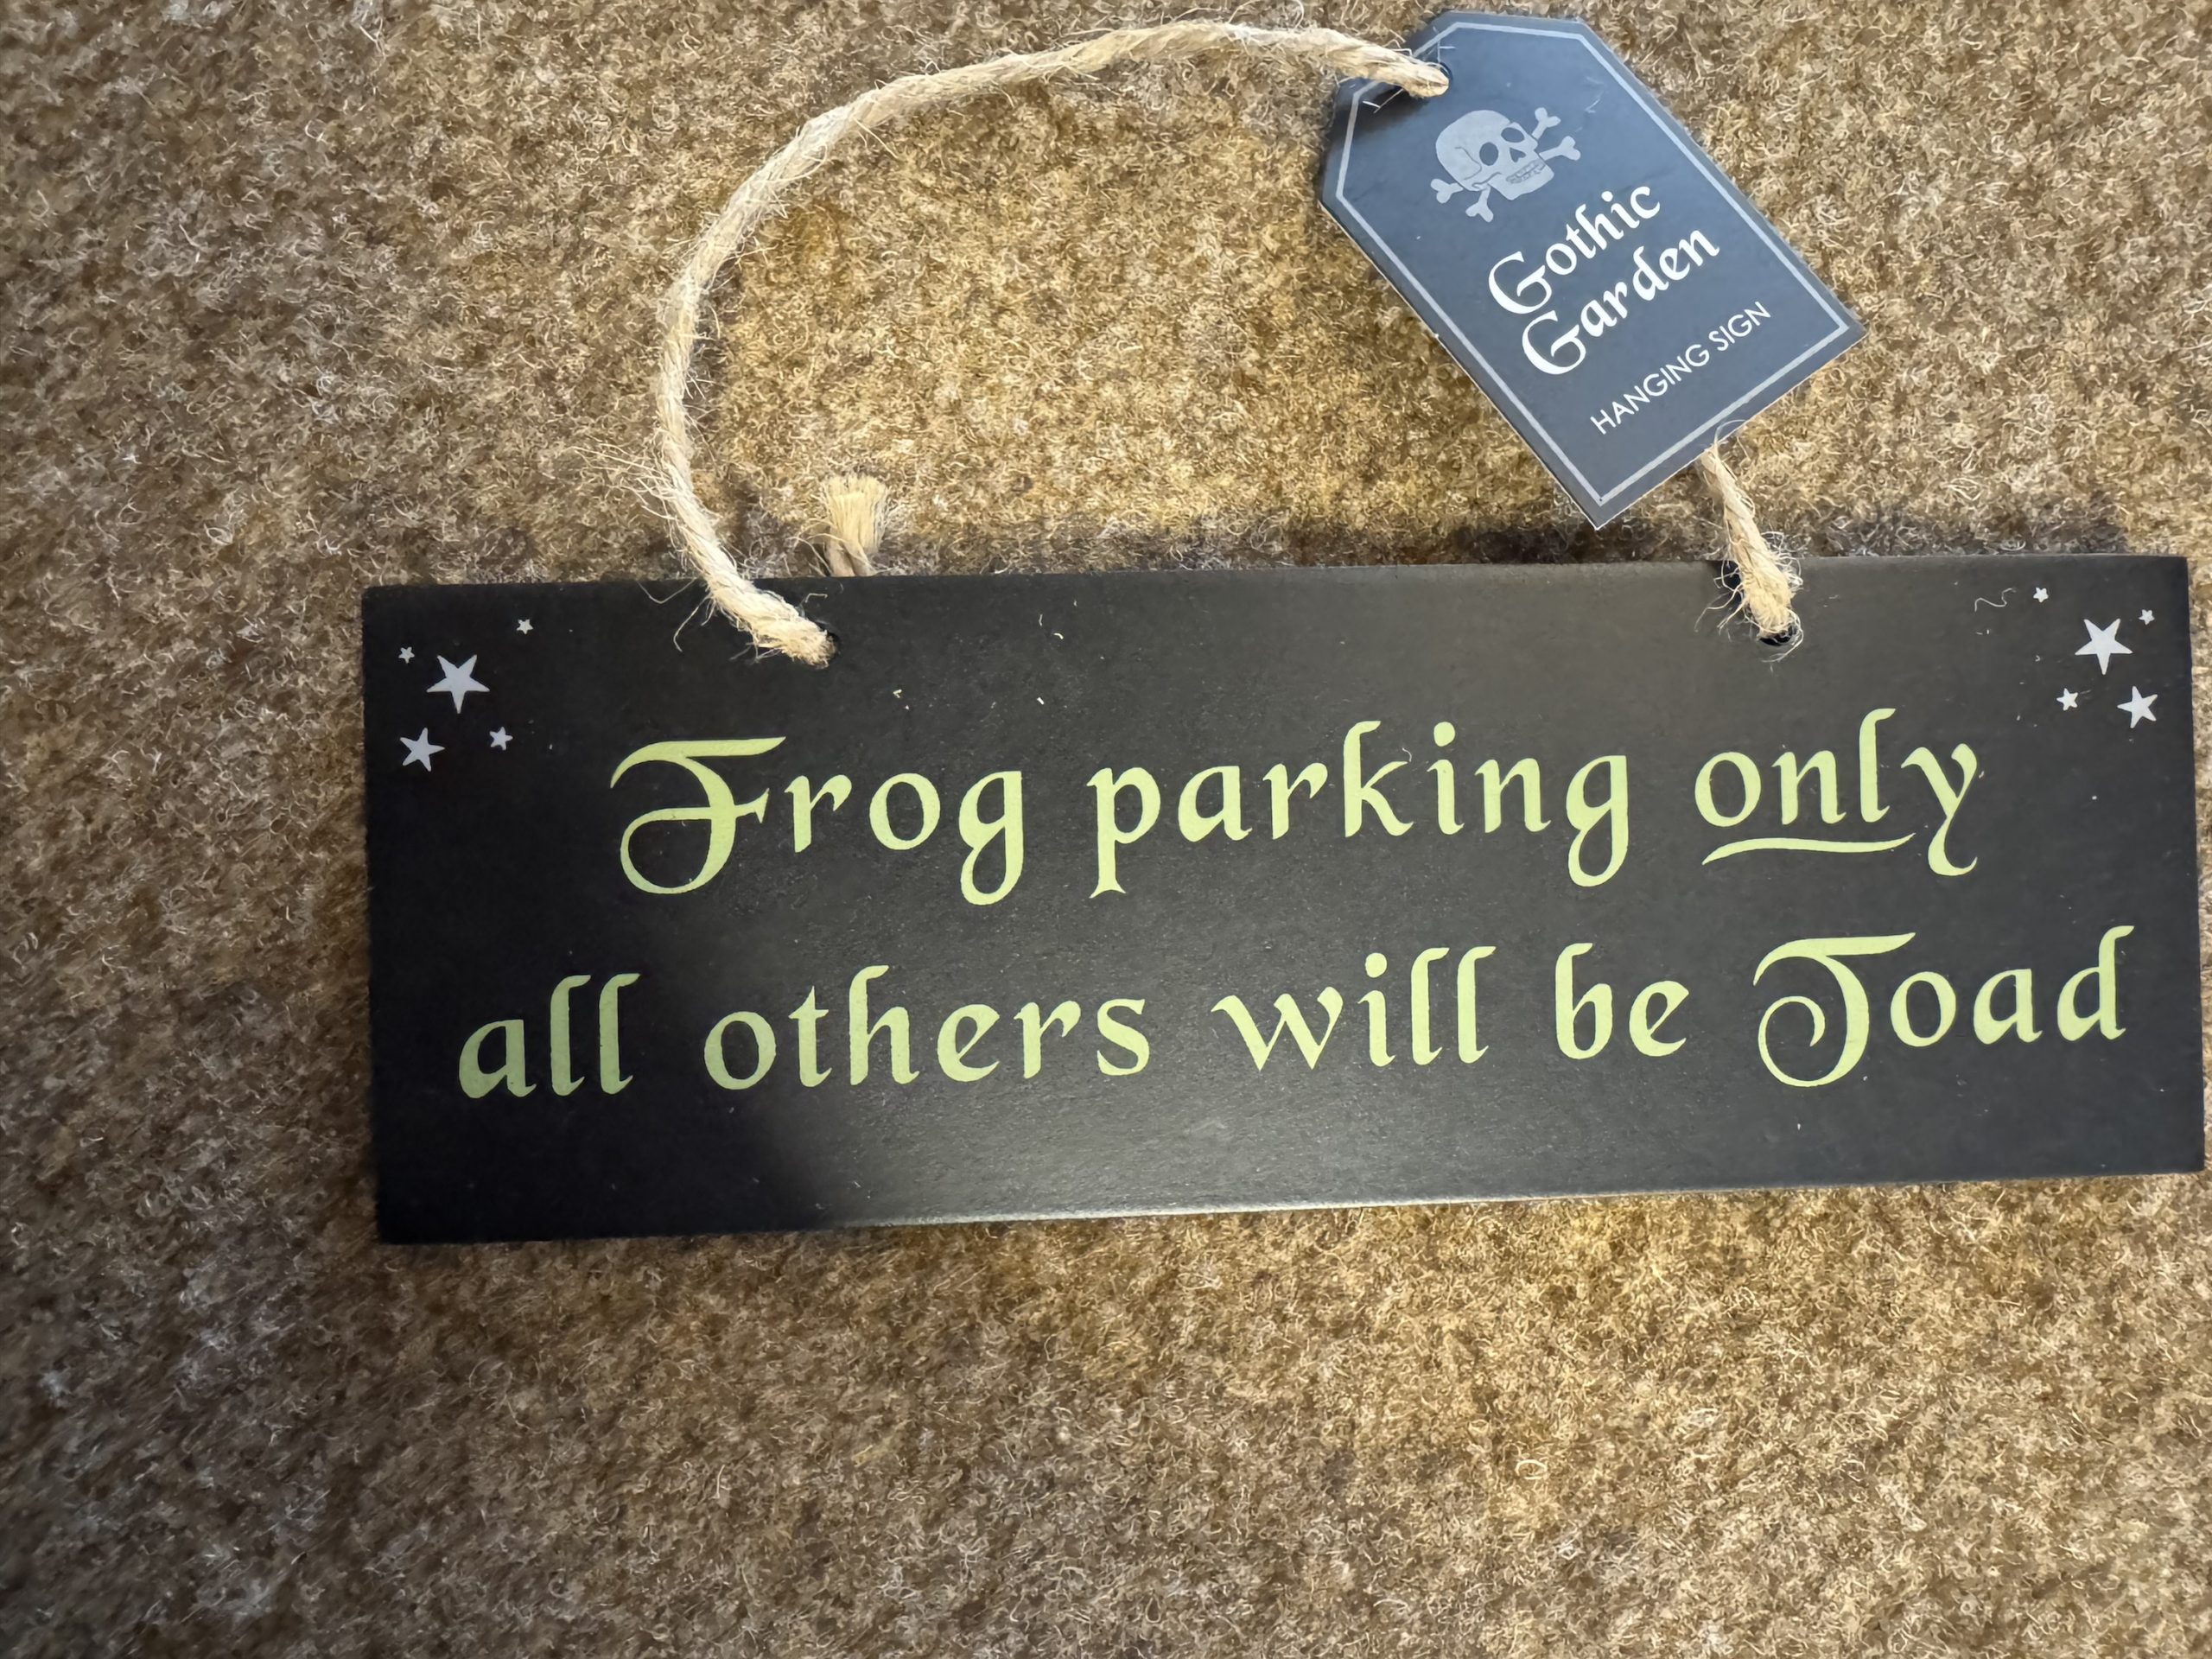 Gothic
Garden
HANGING SIGN
Frog parking only
all others will be Toad